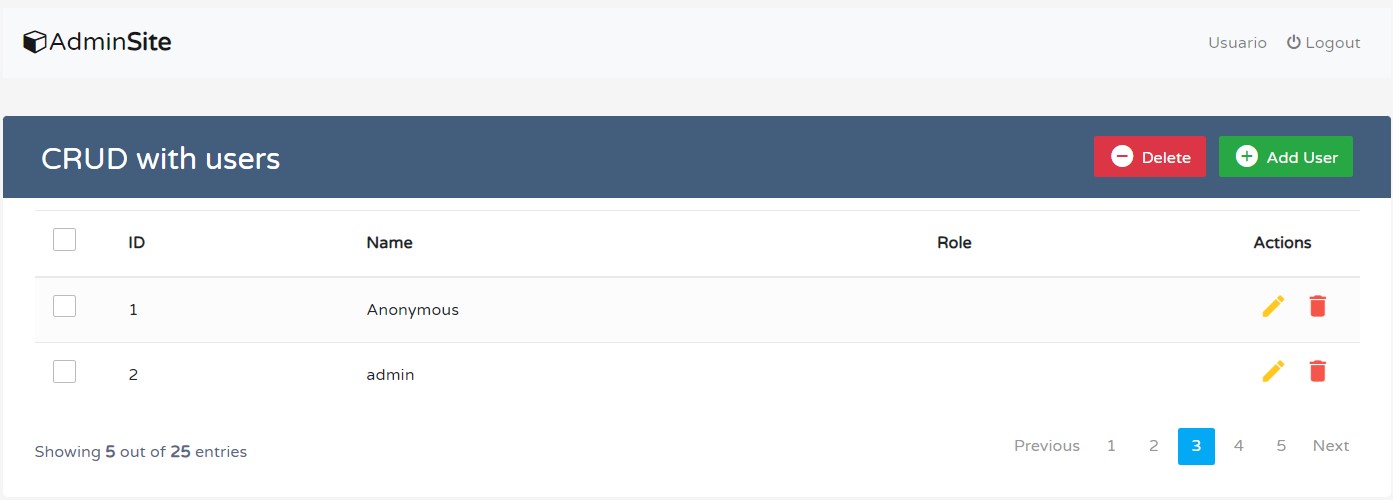 AdminSite
Usuario Logout
CRUD with users
Delete Add User
ID Name Role Actions
1 Anonymous
2 admin
Showing 5 out of 25 entries
Previous 1 2 3 4 5 Next